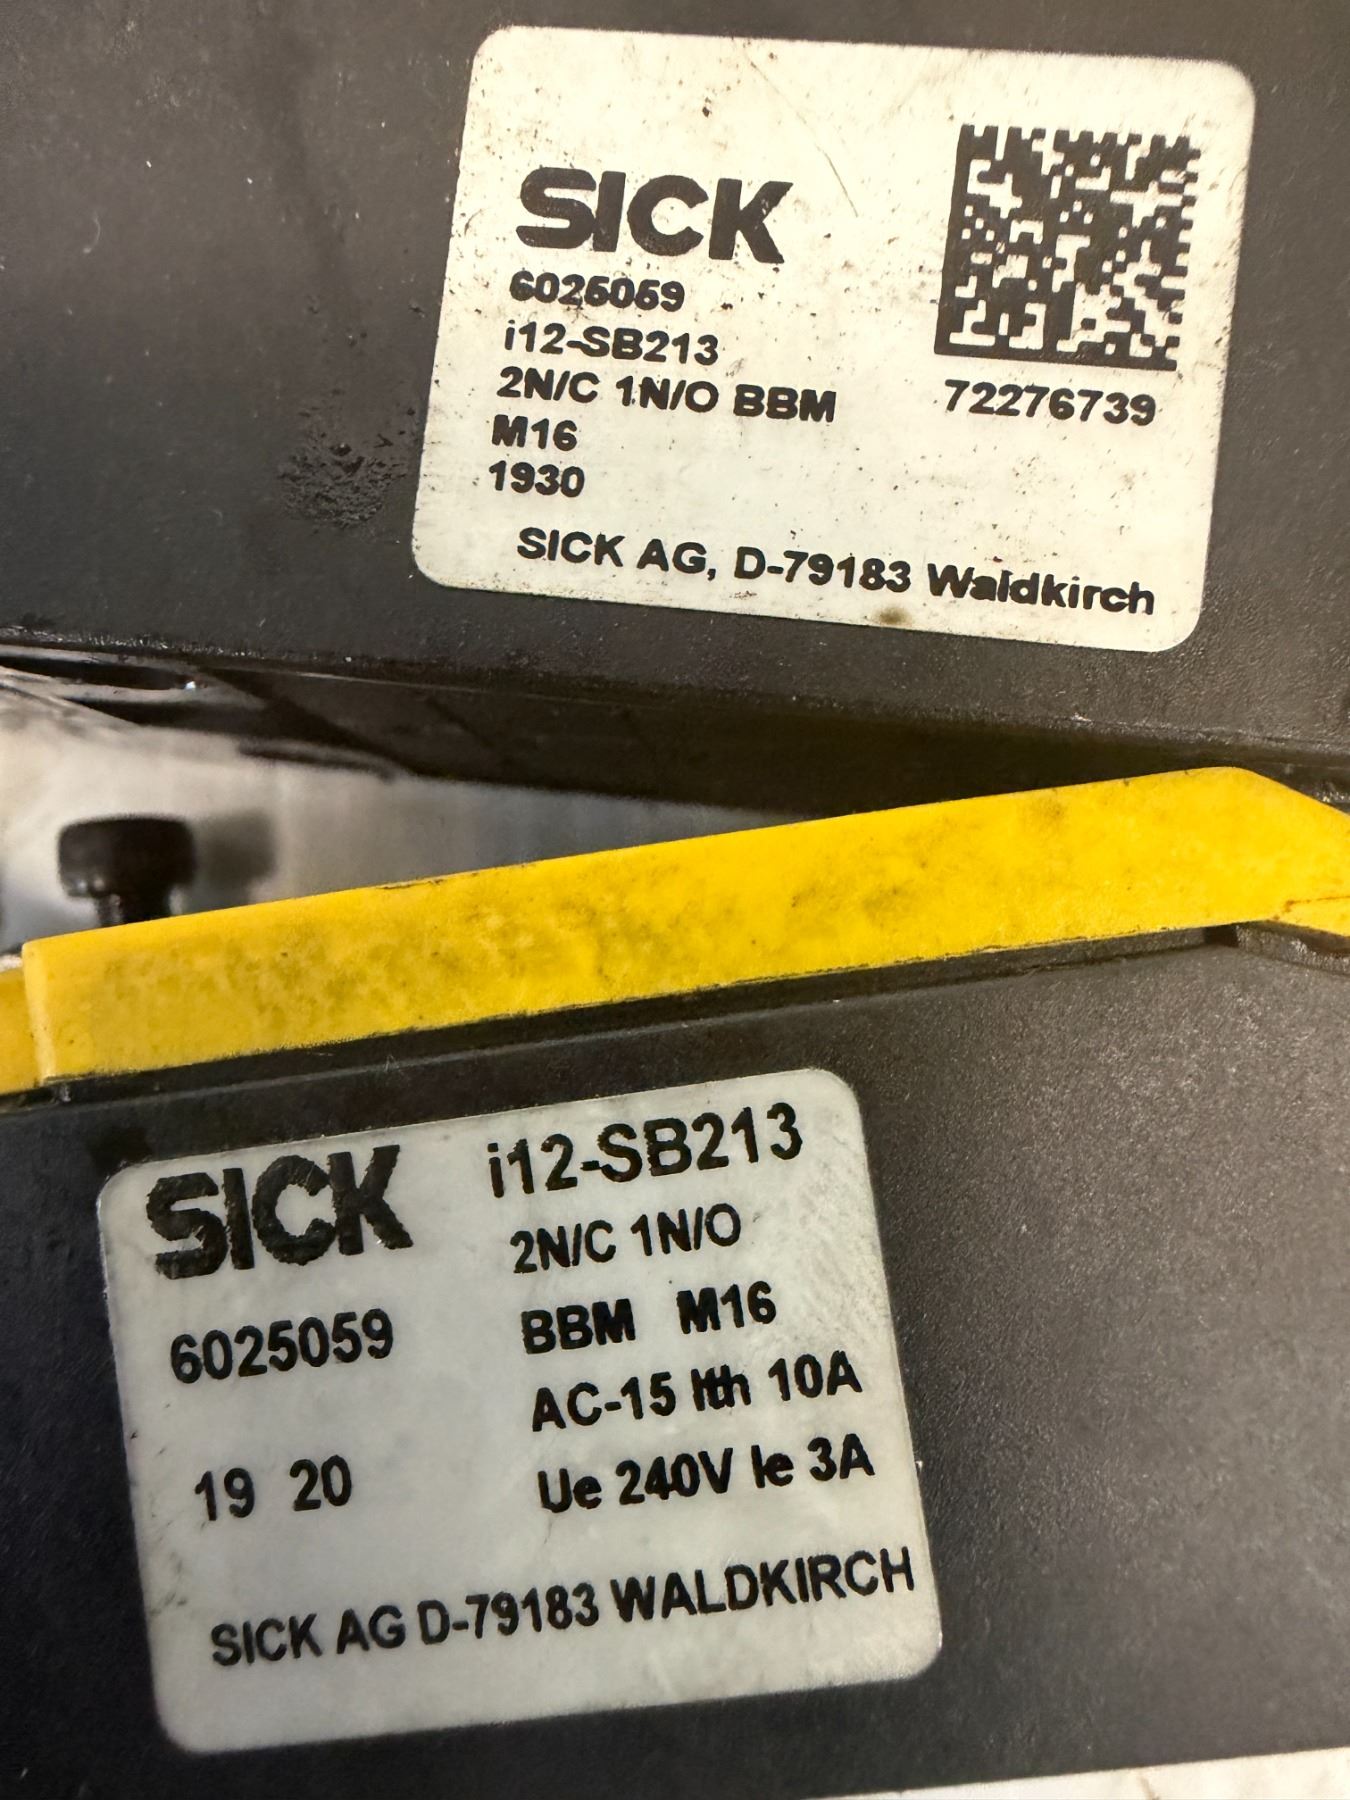 SICK
6025059
i12-SB213
2N/C 1N/O BBM
M16
1930
72276739
SICK AG, D-79183 Waldkirch
SICK
6025059
19 20
i12-SB213
2N/C 1N/O
BBM M16
AC-15 Ith 10A
Ue 240V Ie 3A
SICK AG D-79183 WALDKIRCH